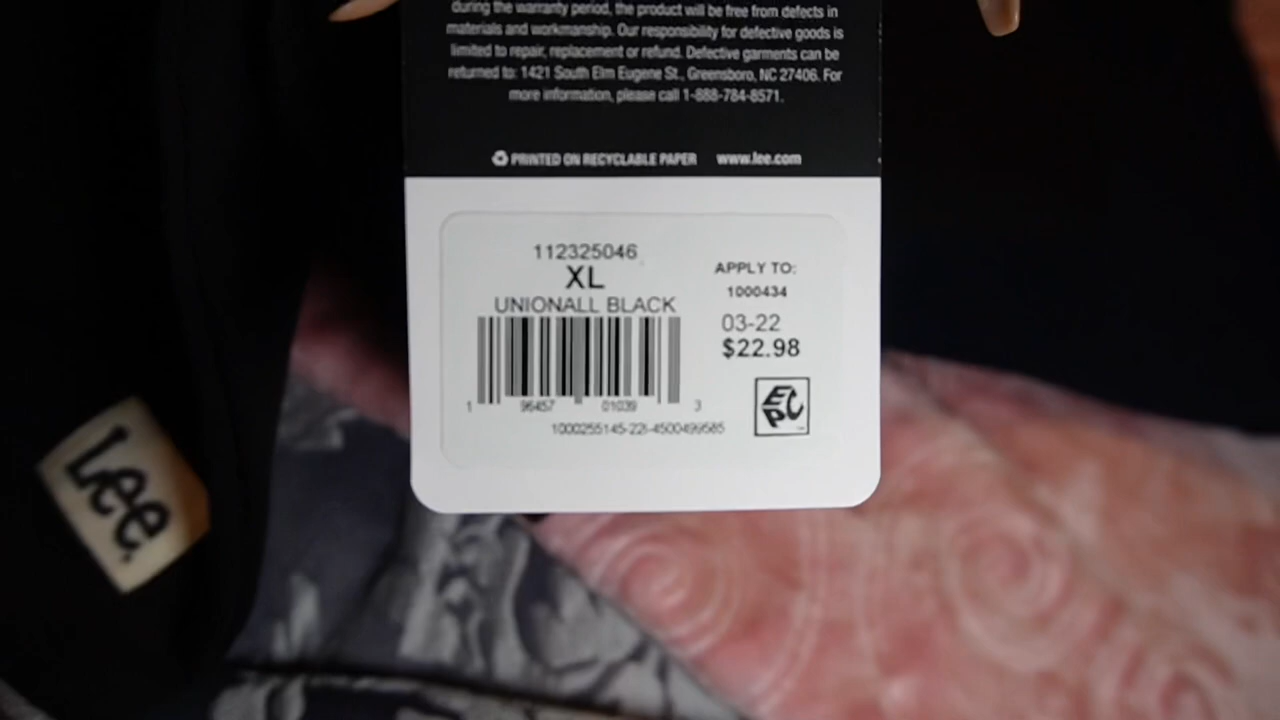 during the warranty period, the product will be free from defects in
materials and workmanship. Our responsibility for defective goods is
limited to repair, replacement or refund. Defective garments can be
returned to: 1421 South Elm Eugene St., Greensboro, NC 27406. For
more information, please call 1-888-784-8571.
PRINTED ON RECYCLABLE PAPER www.lee.com
112325046
XL
UNIONALL BLACK
APPLY TO:
1000434
03-22
$22.98
1 96457 01039 3
1000255145-22I-4500499585
EPC
Lee.